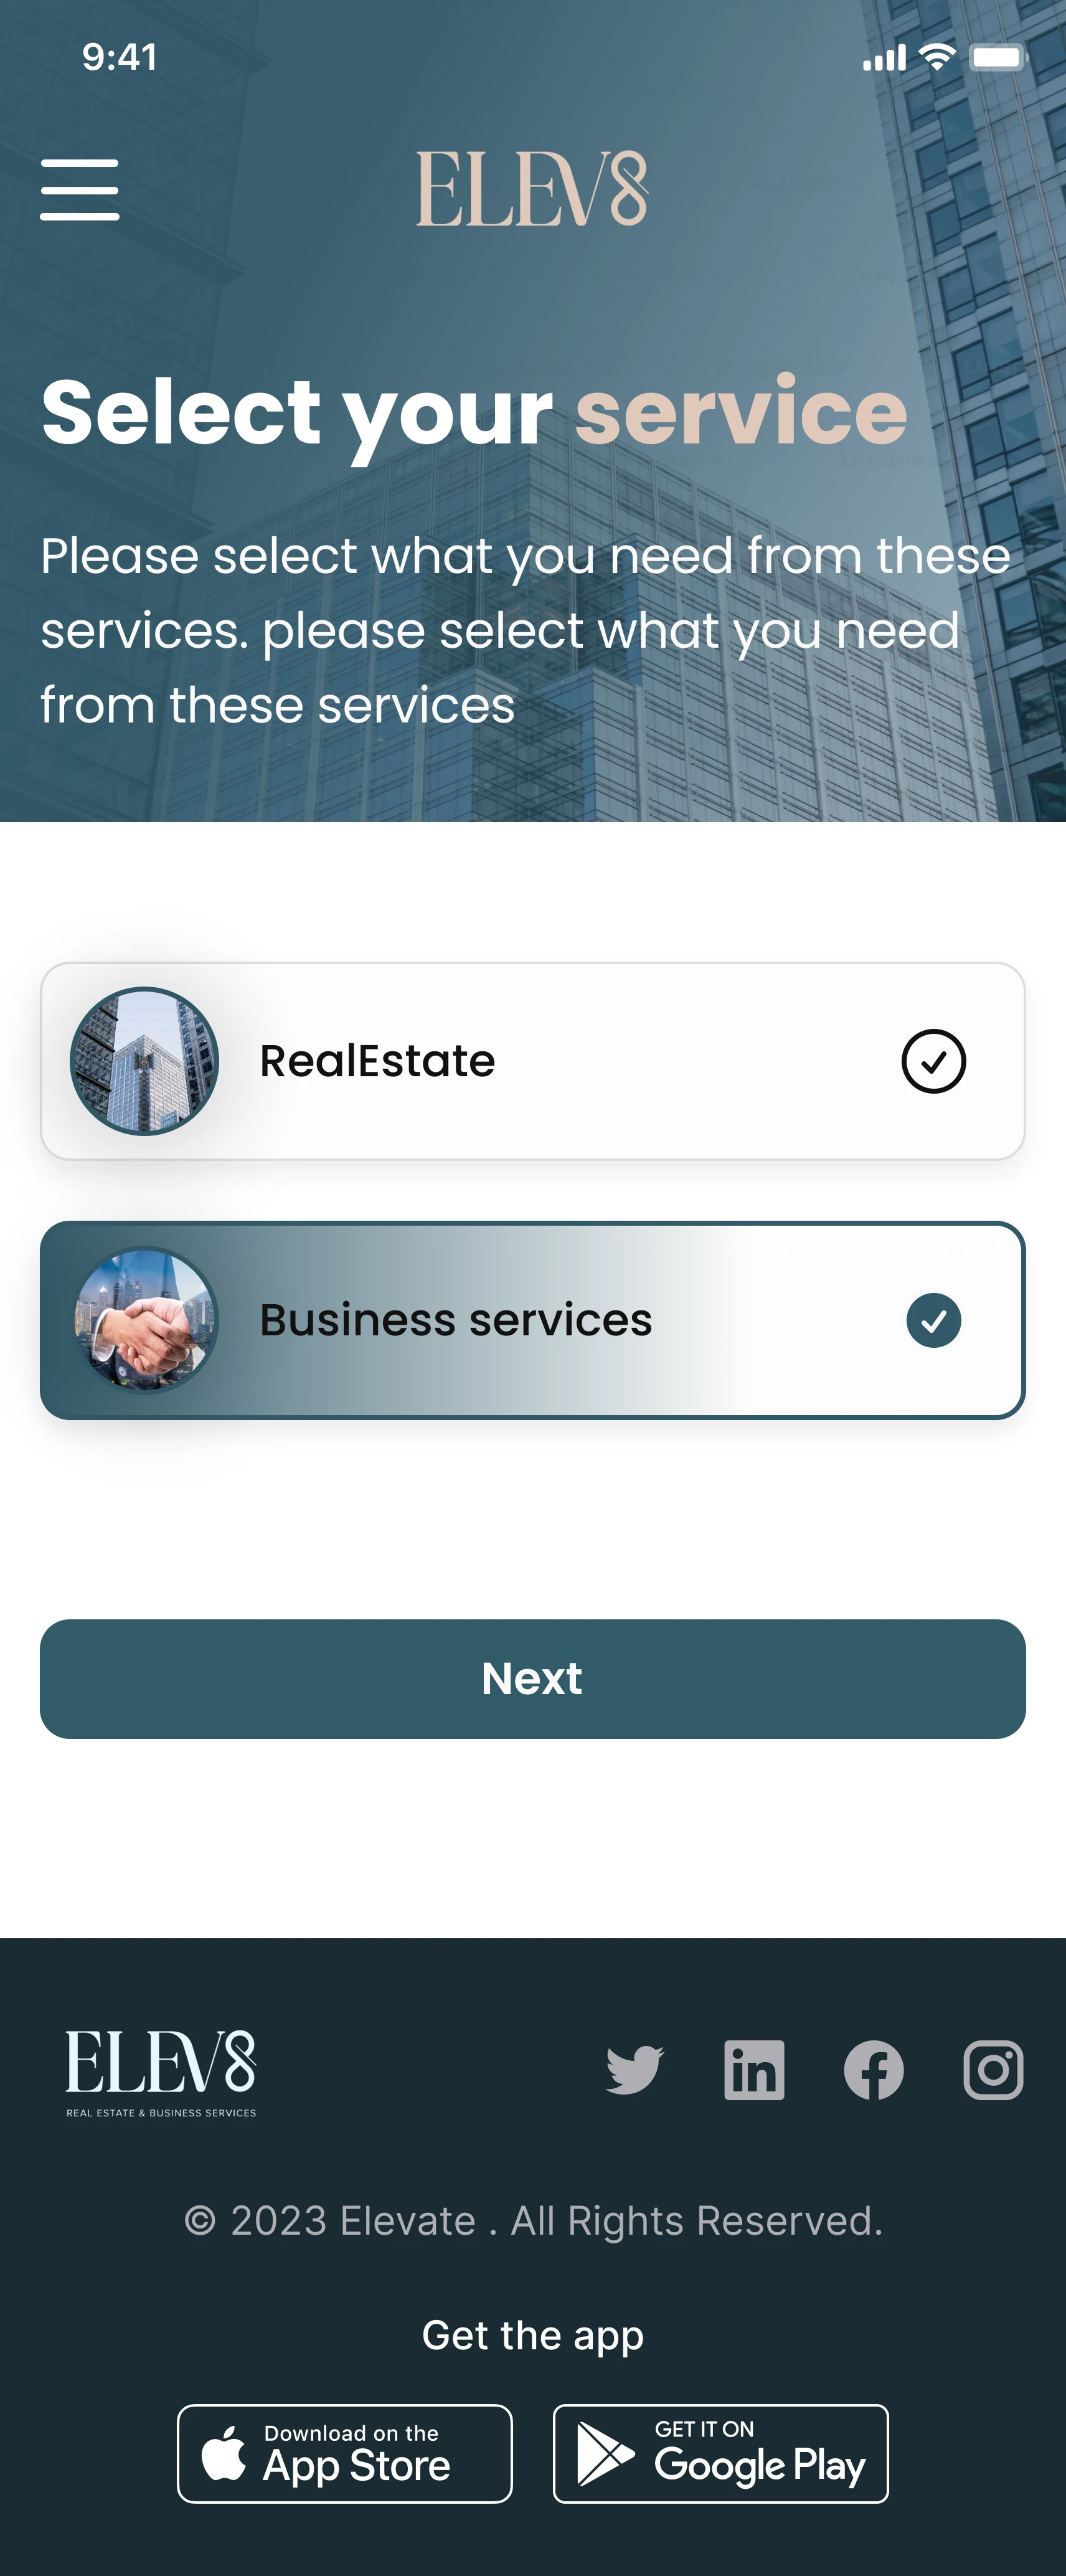 9:41
ELEV8
Select your service
Please select what you need from these
services. please select what you need
from these services
RealEstate
Business services
Next
ELEV8
REAL ESTATE & BUSINESS SERVICES
© 2023 Elevate . All Rights Reserved.
Get the app
Download on the
App Store
GET IT ON
Google Play